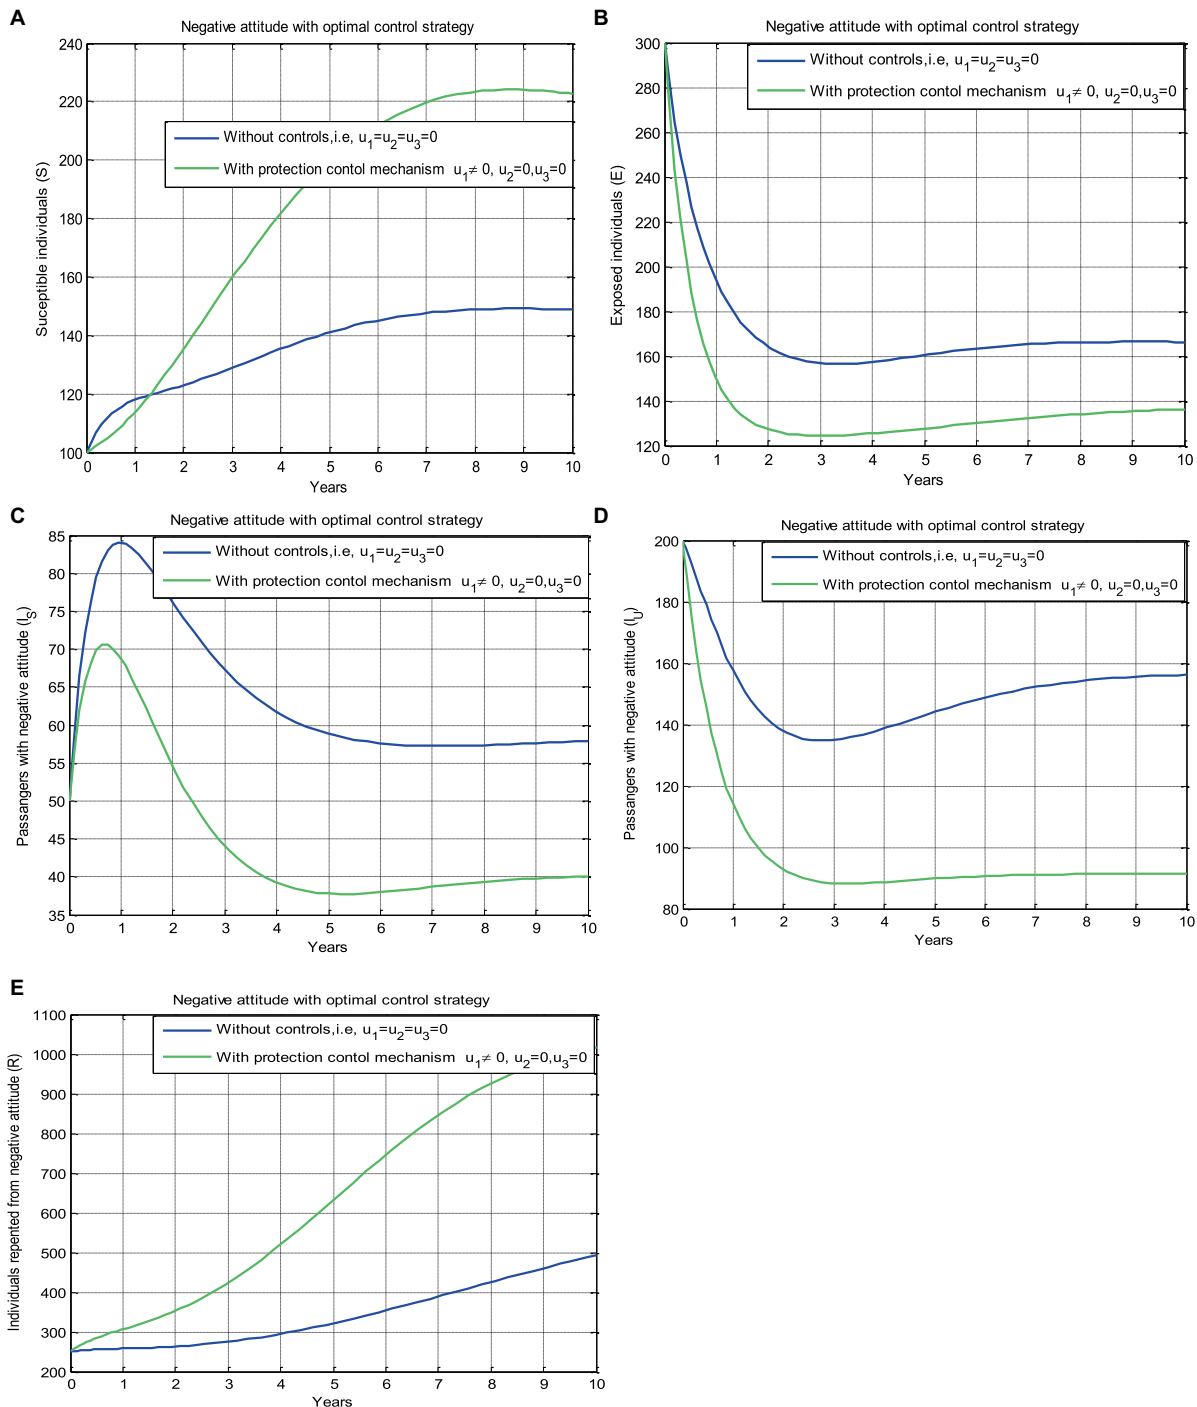 A
Negative attitude with optimal control strategy
240
220
200
180
160
140
120
100
Suceptible individuals (S)
Without controls,i.e, u1=u2=u3=0
With protection contol mechanism u1≠ 0, u2=0,u3=0
0 1 2 3 4 5 6 7 8 9 10
Years
B
Negative attitude with optimal control strategy
300
280
260
240
220
200
180
160
140
120
Exposed individuals (E)
Without controls,i.e, u1=u2=u3=0
With protection contol mechanism u1≠ 0, u2=0,u3=0
0 1 2 3 4 5 6 7 8 9 10
Years
C
Negative attitude with optimal control strategy
85
80
75
70
65
60
55
50
45
40
35
Passangers with negative attitude (IS)
Without controls,i.e, u1=u2=u3=0
With protection contol mechanism u1≠ 0, u2=0,u3=0
0 1 2 3 4 5 6 7 8 9 10
Years
D
Negative attitude with optimal control strategy
200
180
160
140
120
100
80
Passangers with negative attitude (IU)
Without controls,i.e, u1=u2=u3=0
With protection contol mechanism u1≠ 0, u2=0,u3=0
0 1 2 3 4 5 6 7 8 9 10
Years
E
Negative attitude with optimal control strategy
1100
1000
900
800
700
600
500
400
300
200
Individuals repented from negative attitude (R)
Without controls,i.e, u1=u2=u3=0
With protection contol mechanism u1≠ 0, u2=0,u3=0
0 1 2 3 4 5 6 7 8 9 10
Years